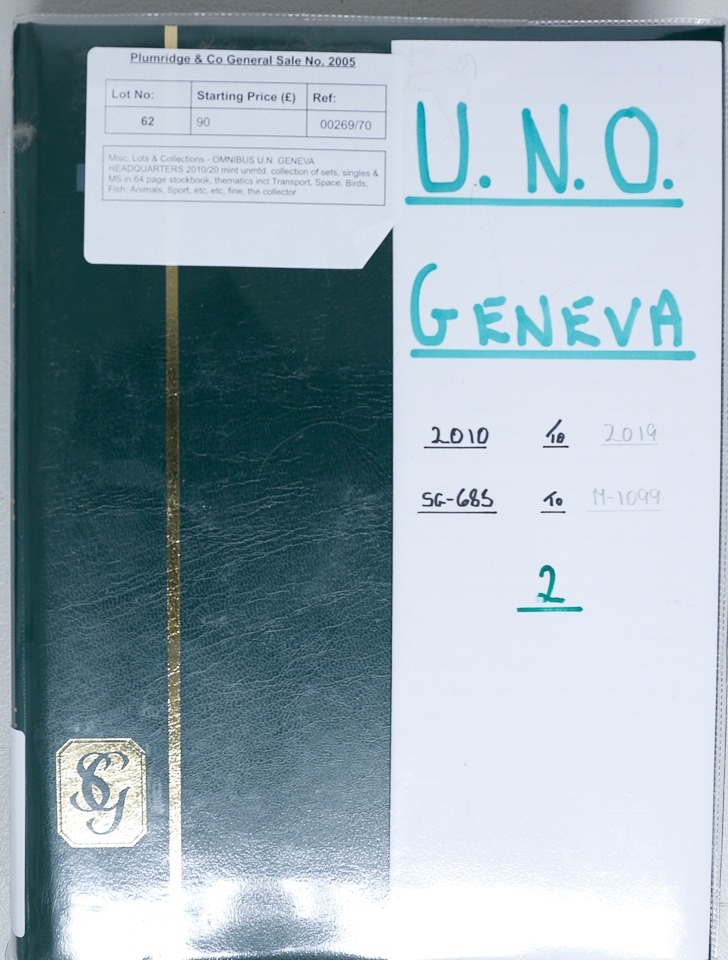 Plumridge & Co General Sale No. 2005
Lot No: Starting Price (£) Ref:
62 90 00269/70
Misc. Lots & Collections - OMNIBUS U.N. GENEVA
HEADQUARTERS 2010/20 mint unmtd. collection of sets, singles &
MS in 64 page stockbook, thematics incl Transport, Space, Birds,
Fish, Animals, Sport, etc, etc, fine, the collector
U.N.O.
GENEVA
2010 To 2019
SG-685 To M-1099
2
SG